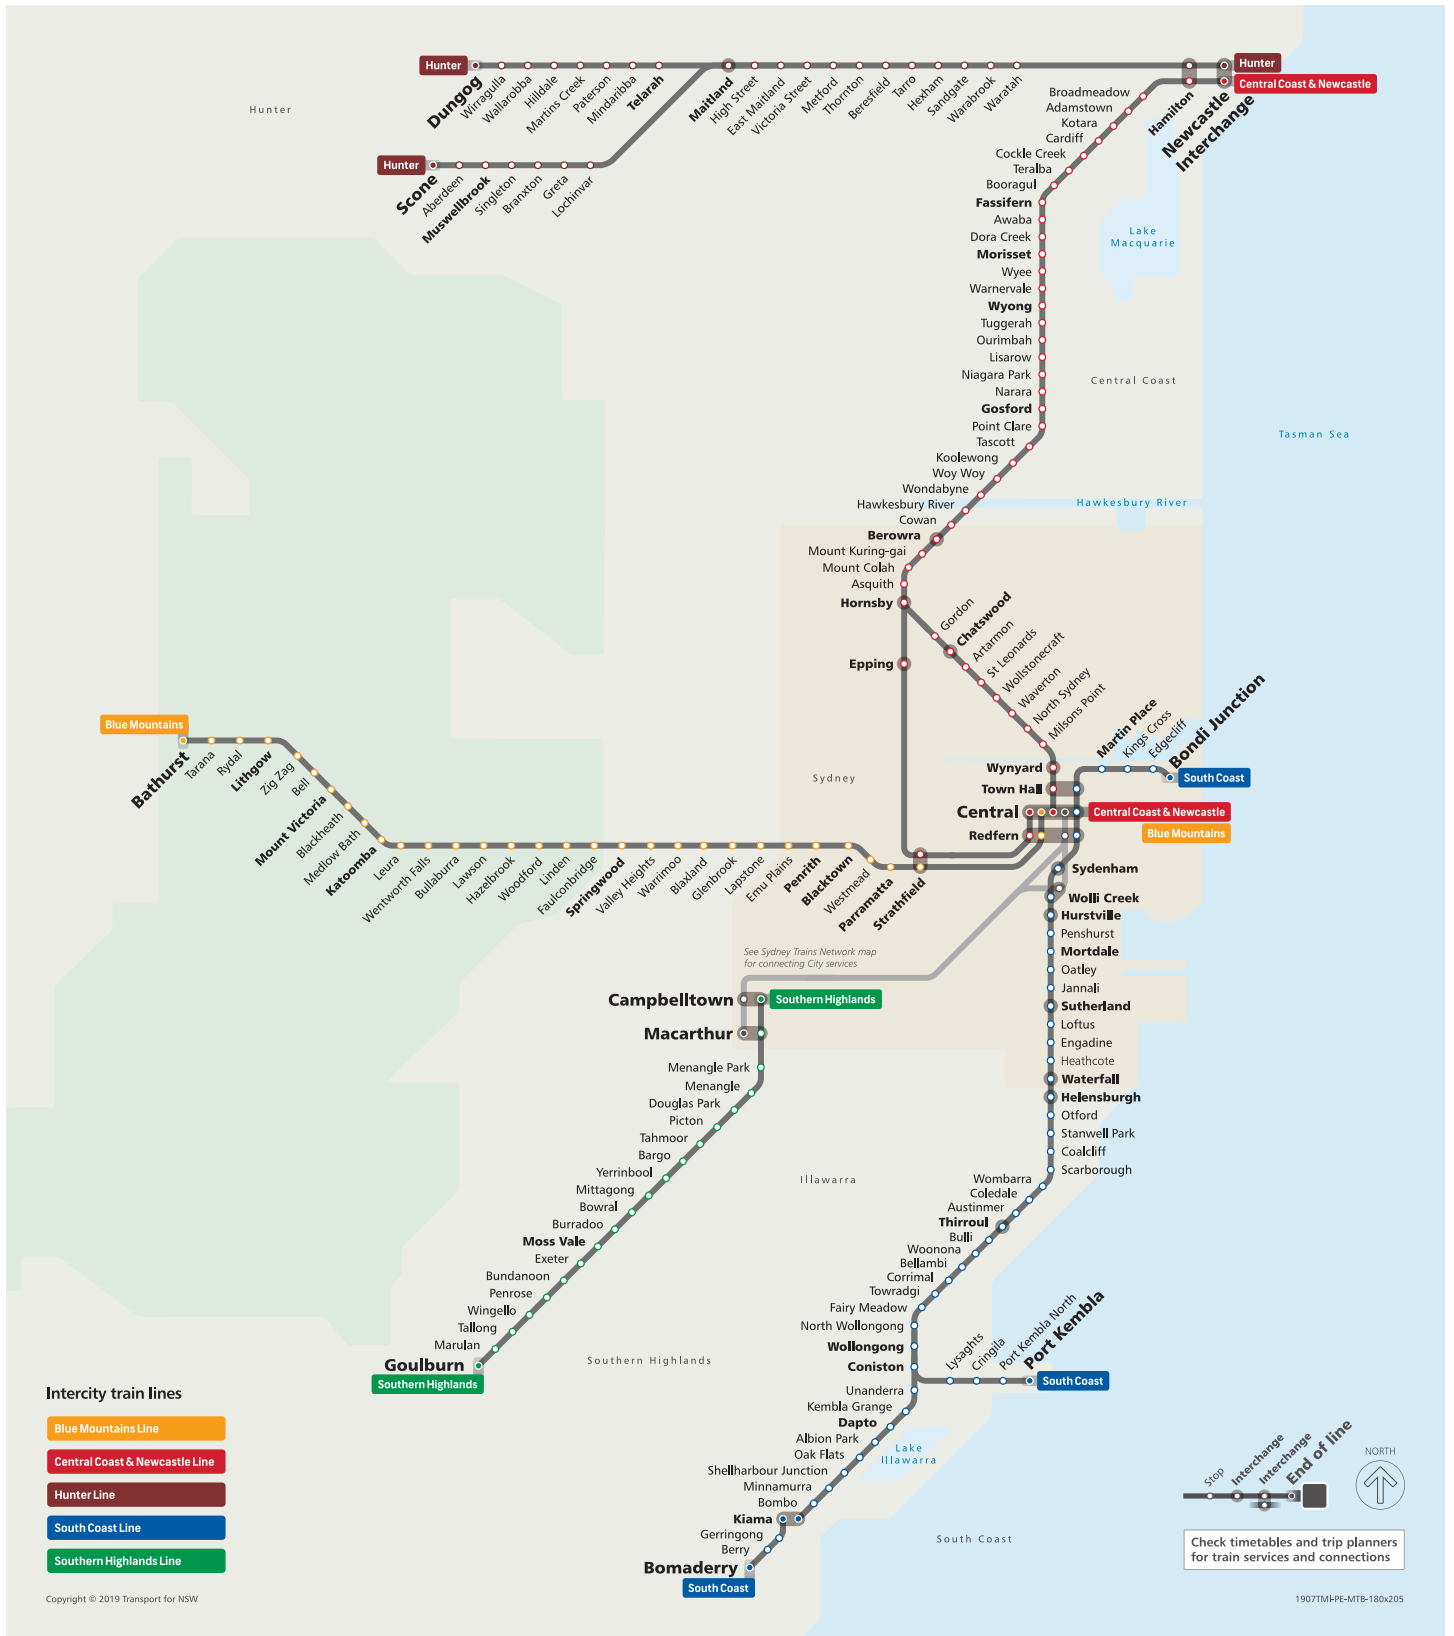 Hunter
Dungog
Wirragulla
Wallarobba
Hilldale
Martins Creek
Paterson
Mindaribba
Telarah
Maitland
High Street
East Maitland
Victoria Street
Metford
Thornton
Beresfield
Tarro
Hexham
Sandgate
Warabrook
Waratah
Hamilton
Newcastle
Interchange
Hunter
Central Coast & Newcastle
Hunter
Hunter
Scone
Aberdeen
Muswellbrook
Singleton
Branxton
Greta
Lochinvar
Broadmeadow
Adamstown
Kotara
Cardiff
Cockle Creek
Teralba
Booragul
Fassifern
Awaba
Dora Creek
Morisset
Wyee
Warnervale
Wyong
Tuggerah
Ourimbah
Lisarow
Niagara Park
Narara
Gosford
Point Clare
Tascott
Koolewong
Woy Woy
Wondabyne
Hawkesbury River
Cowan
Berowra
Mount Kuring-gai
Mount Colah
Asquith
Hornsby
Lake
Macquarie
Central Coast
Tasman Sea
Hawkesbury River
Gordon
Chatswood
Artarmon
St Leonards
Wollstonecraft
Waverton
North Sydney
Milsons Point
Epping
Wynyard
Town Hall
Central
Redfern
Martin Place
Kings Cross
Edgecliff
Bondi Junction
South Coast
Central Coast & Newcastle
Blue Mountains
Sydney
Blue Mountains
Bathurst
Tarana
Rydal
Lithgow
Zig Zag
Bell
Mount Victoria
Blackheath
Medlow Bath
Katoomba
Leura
Wentworth Falls
Bullaburra
Lawson
Hazelbrook
Woodford
Linden
Faulconbridge
Springwood
Valley Heights
Warrimoo
Blaxland
Glenbrook
Lapstone
Emu Plains
Penrith
Blacktown
Westmead
Parramatta
Strathfield
Sydenham
Wolli Creek
Hurstville
Penshurst
Mortdale
Oatley
Jannali
Sutherland
Loftus
Engadine
Heathcote
Waterfall
Helensburgh
Otford
Stanwell Park
Coalcliff
Scarborough
See Sydney Trains Network map
for connecting City services
Campbelltown
Southern Highlands
Macarthur
Menangle Park
Menangle
Douglas Park
Picton
Tahmoor
Bargo
Yerrinbool
Mittagong
Bowral
Burradoo
Moss Vale
Exeter
Bundanoon
Penrose
Wingello
Tallong
Marulan
Goulburn
Southern Highlands
Illawarra
Southern Highlands
Wombarra
Coledale
Austinmer
Thirroul
Bulli
Woonona
Bellambi
Corrimal
Towradgi
Fairy Meadow
North Wollongong
Wollongong
Coniston
Lysaghts
Cringila
Port Kembla North
Port Kembla
South Coast
Unanderra
Kembla Grange
Dapto
Albion Park
Oak Flats
Shellharbour Junction
Minnamurra
Bombo
Kiama
Gerringong
Berry
Bomaderry
South Coast
Lake
Illawarra
South Coast
Intercity train lines
Blue Mountains Line
Central Coast & Newcastle Line
Hunter Line
South Coast Line
Southern Highlands Line
Copyright © 2019 Transport for NSW
Stop
Interchange
Interchange
End of line
NORTH
Check timetables and trip planners
for train services and connections
1907TMI-PE-MTB-180x205